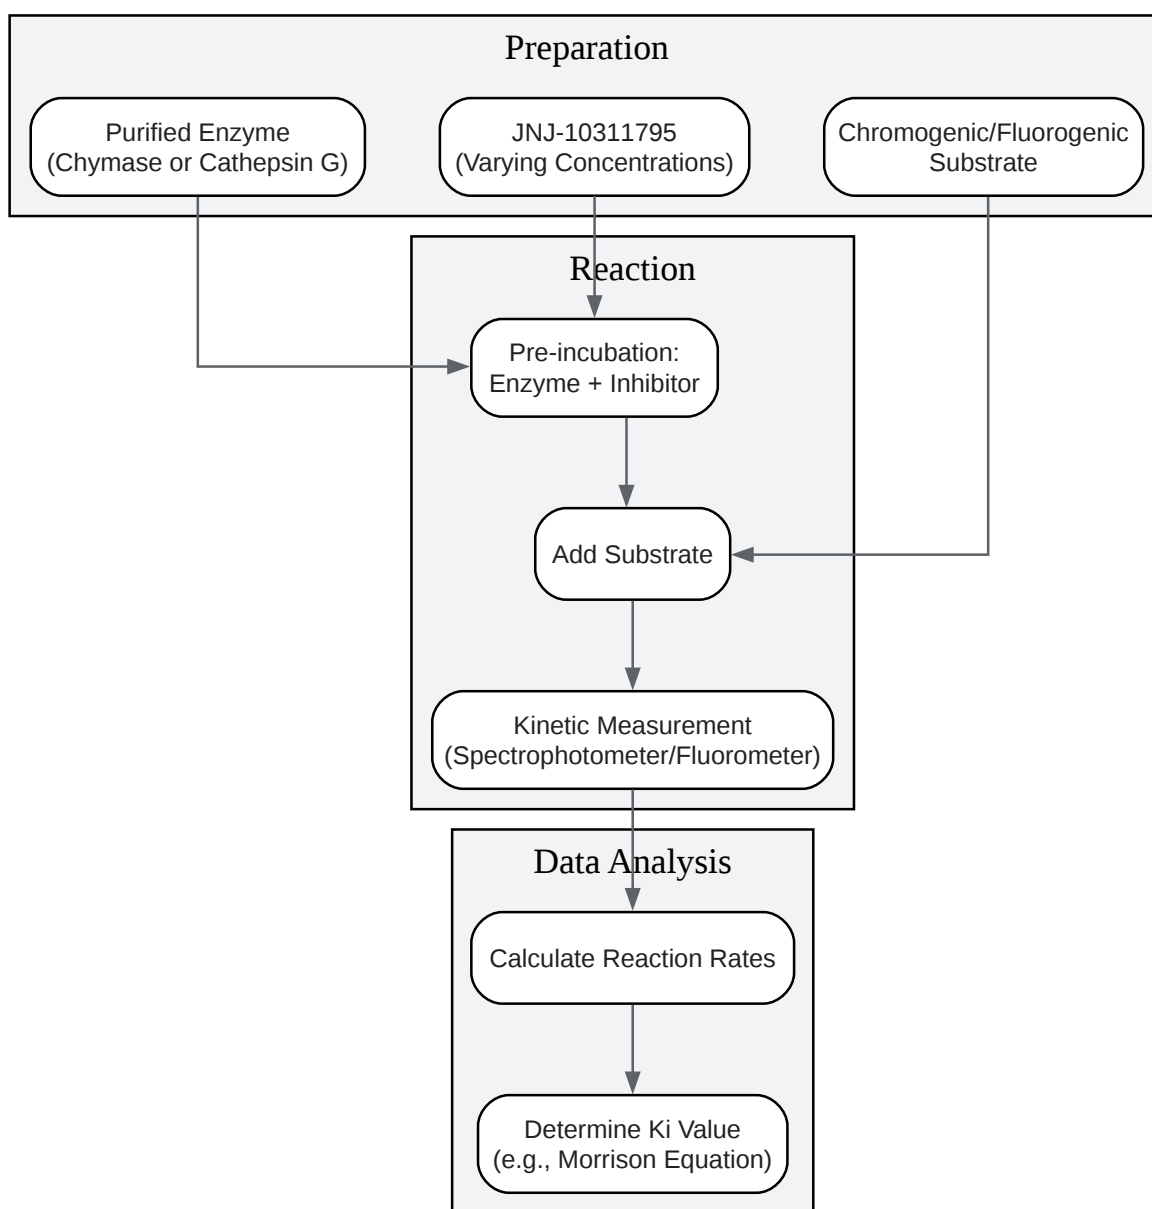 Preparation
Purified Enzyme
(Chymase or Cathepsin G)
JNJ-10311795
(Varying Concentrations)
Chromogenic/Fluorogenic
Substrate
Reaction
Pre-incubation:
Enzyme + Inhibitor
Add Substrate
Kinetic Measurement
(Spectrophotometer/Fluorometer)
Data Analysis
Calculate Reaction Rates
Determine Ki Value
(e.g., Morrison Equation)